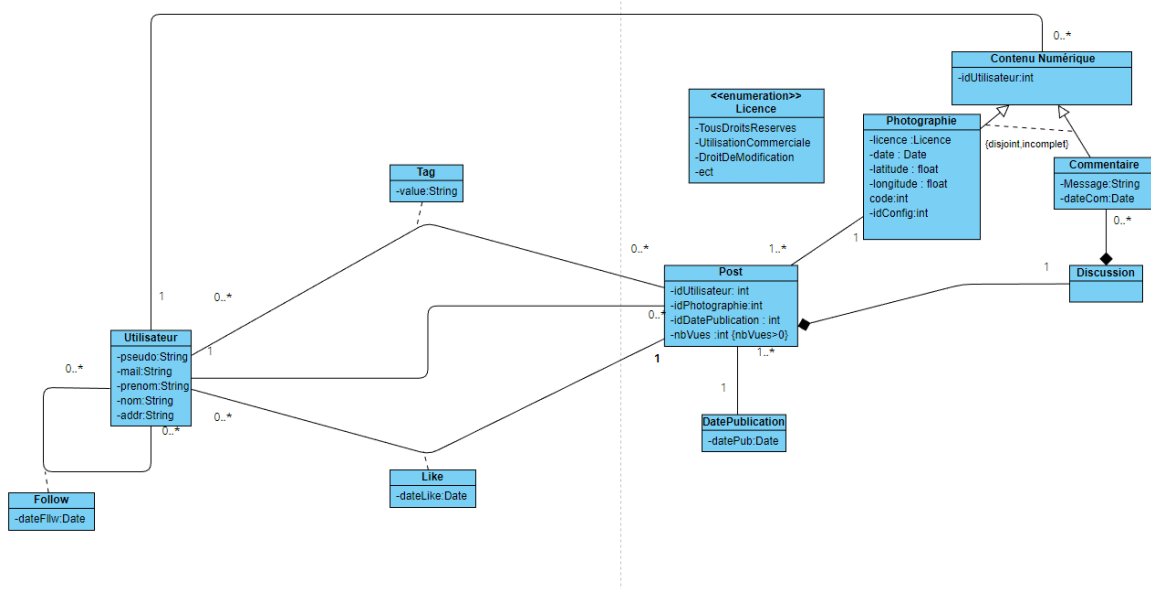 0..*
Contenu Numérique
-idUtilisateur:int
<<enumeration>>
Licence
-TousDroitsReserves
-UtilisationCommerciale
-DroitDeModification
-ect
Photographie
-licence :Licence
-date : Date
-latitude : float
-longitude : float
code:int
-idConfig:int
{disjoint,incomplet}
Commentaire
-Message:String
-dateCom:Date
0..*
Tag
-value:String
1..*
1
0..*
Post
-idUtilisateur: int
-idPhotographie:int
-idDatePublication : int
-nbVues :int {nbVues>0}
1
Discussion
1
0..*
0..*
Utilisateur
-pseudo:String
-mail:String
-prenom:String
-nom:String
-addr:String
1
1
1..*
0..*
0..*
0..*
1
DatePublication
-datePub:Date
Like
-dateLike:Date
Follow
-dateFllw:Date